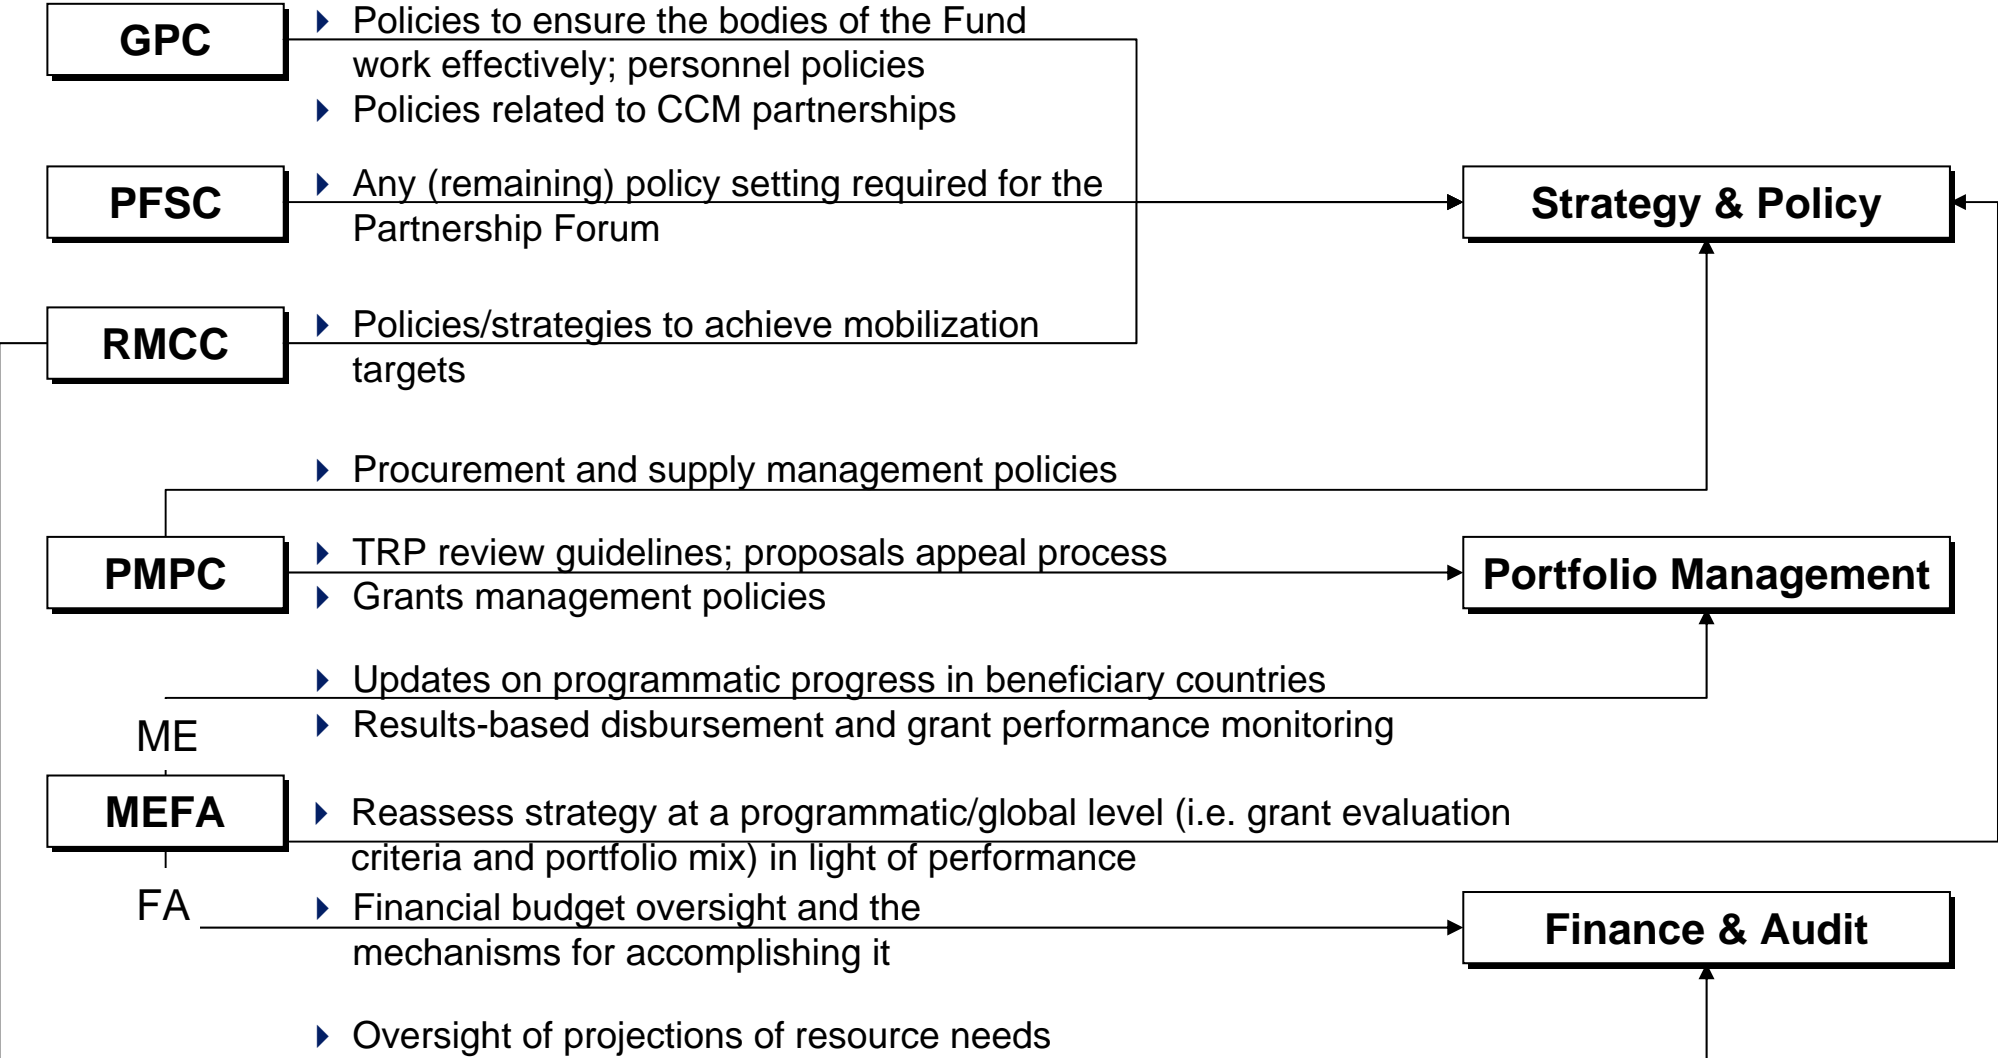 GPC
Policies to ensure the bodies of the Fund
work effectively; personnel policies
Policies related to CCM partnerships
PFSC
Any (remaining) policy setting required for the
Partnership Forum
Strategy & Policy
RMCC
Policies/strategies to achieve mobilization
targets
Procurement and supply management policies
PMPC
TRP review guidelines; proposals appeal process
Grants management policies
Portfolio Management
Updates on programmatic progress in beneficiary countries
Results-based disbursement and grant performance monitoring
ME
MEFA
Reassess strategy at a programmatic/global level (i.e. grant evaluation
criteria and portfolio mix) in light of performance
FA
Financial budget oversight and the
mechanisms for accomplishing it
Finance & Audit
Oversight of projections of resource needs